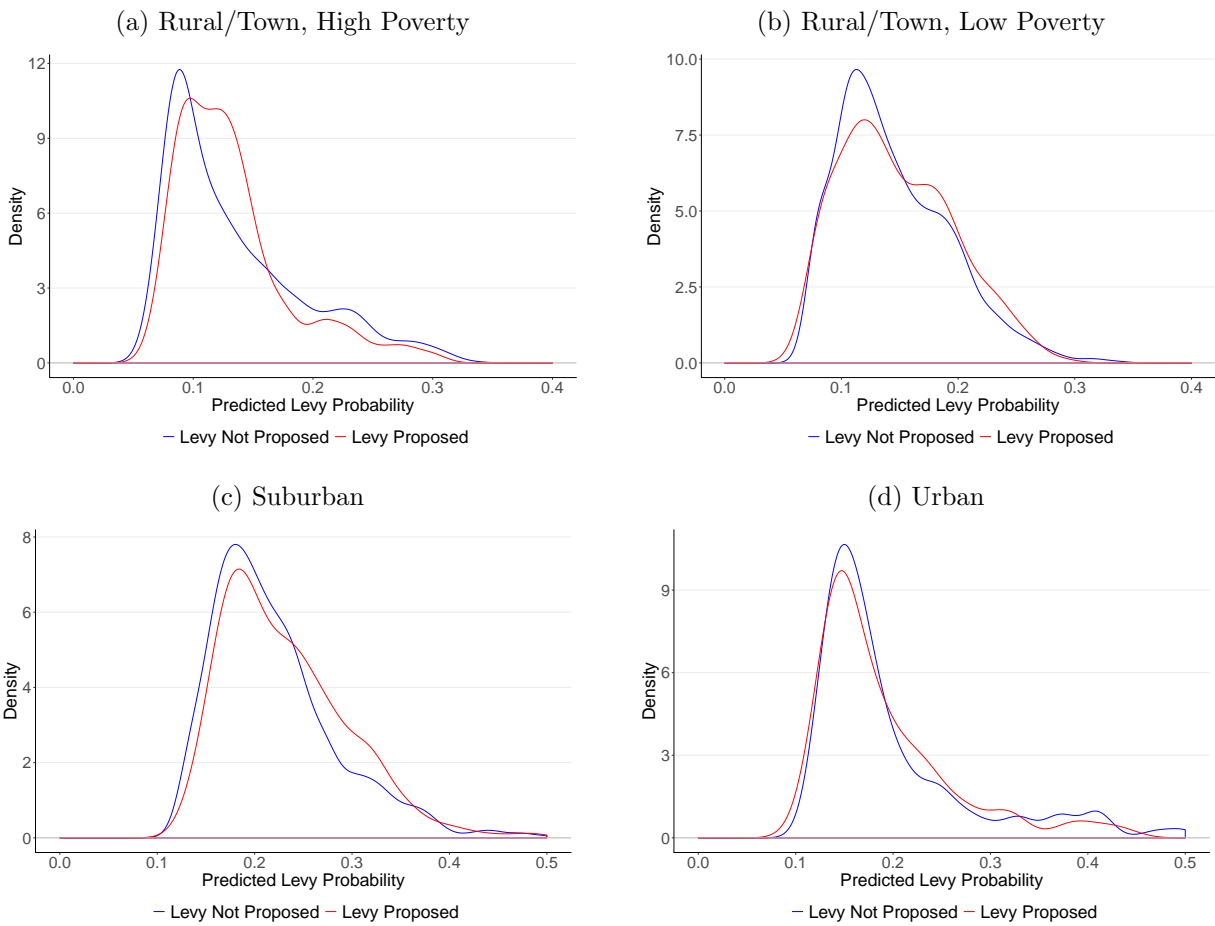 (a) Rural/Town, High Poverty
12
9
6
3
0
Density
0.0 0.1 0.2 0.3 0.4
Predicted Levy Probability
Levy Not Proposed Levy Proposed
(b) Rural/Town, Low Poverty
10.0
7.5
5.0
2.5
0.0
Density
0.0 0.1 0.2 0.3 0.4
Predicted Levy Probability
Levy Not Proposed Levy Proposed
(c) Suburban
8
6
4
2
0
Density
0.0 0.1 0.2 0.3 0.4 0.5
Predicted Levy Probability
Levy Not Proposed Levy Proposed
(d) Urban
9
6
3
0
Density
0.0 0.1 0.2 0.3 0.4 0.5
Predicted Levy Probability
Levy Not Proposed Levy Proposed